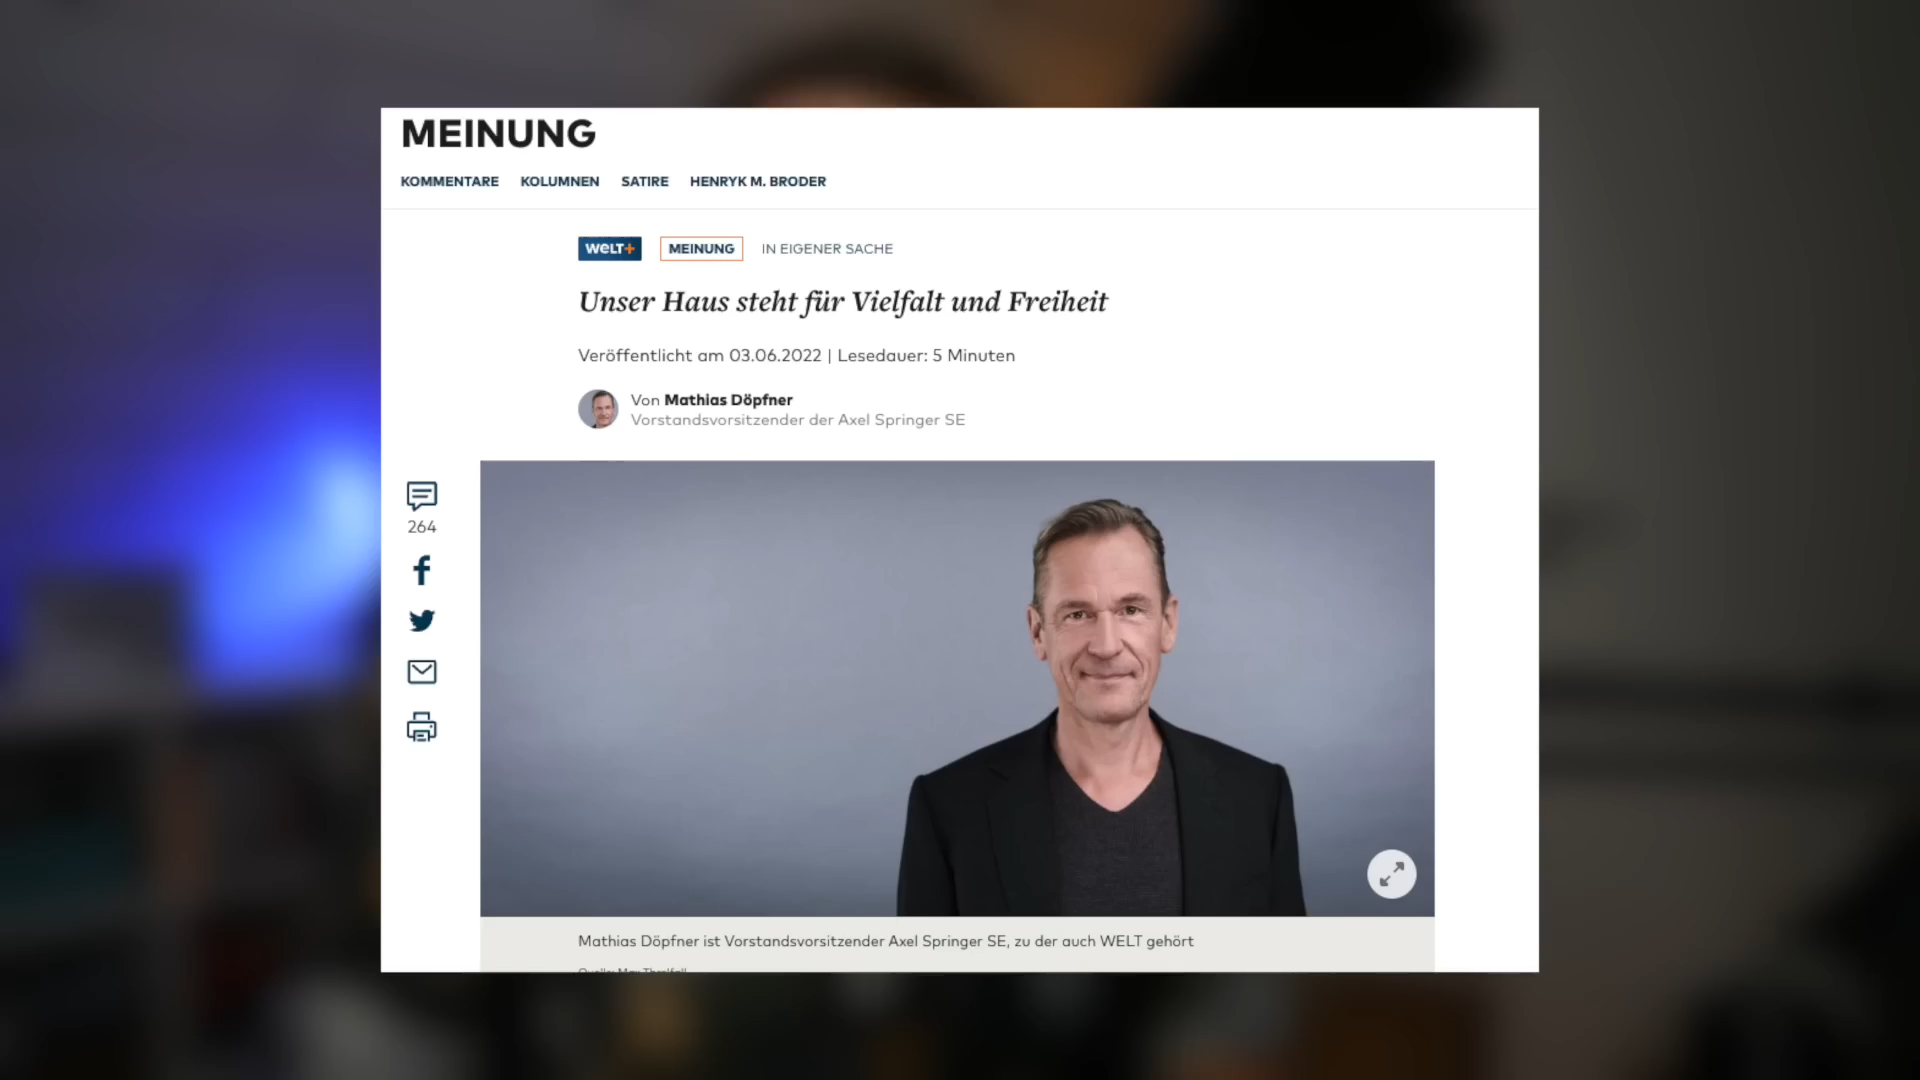 MEINUNG
KOMMENTARE KOLUMNEN SATIRE HENRYK M. BRODER
WELT+ MEINUNG IN EIGENER SACHE
Unser Haus steht für Vielfalt und Freiheit
Veröffentlicht am 03.06.2022 | Lesedauer: 5 Minuten
Von Mathias Döpfner
Vorstandsvorsitzender der Axel Springer SE
264
Mathias Döpfner ist Vorstandsvorsitzender Axel Springer SE, zu der auch WELT gehört